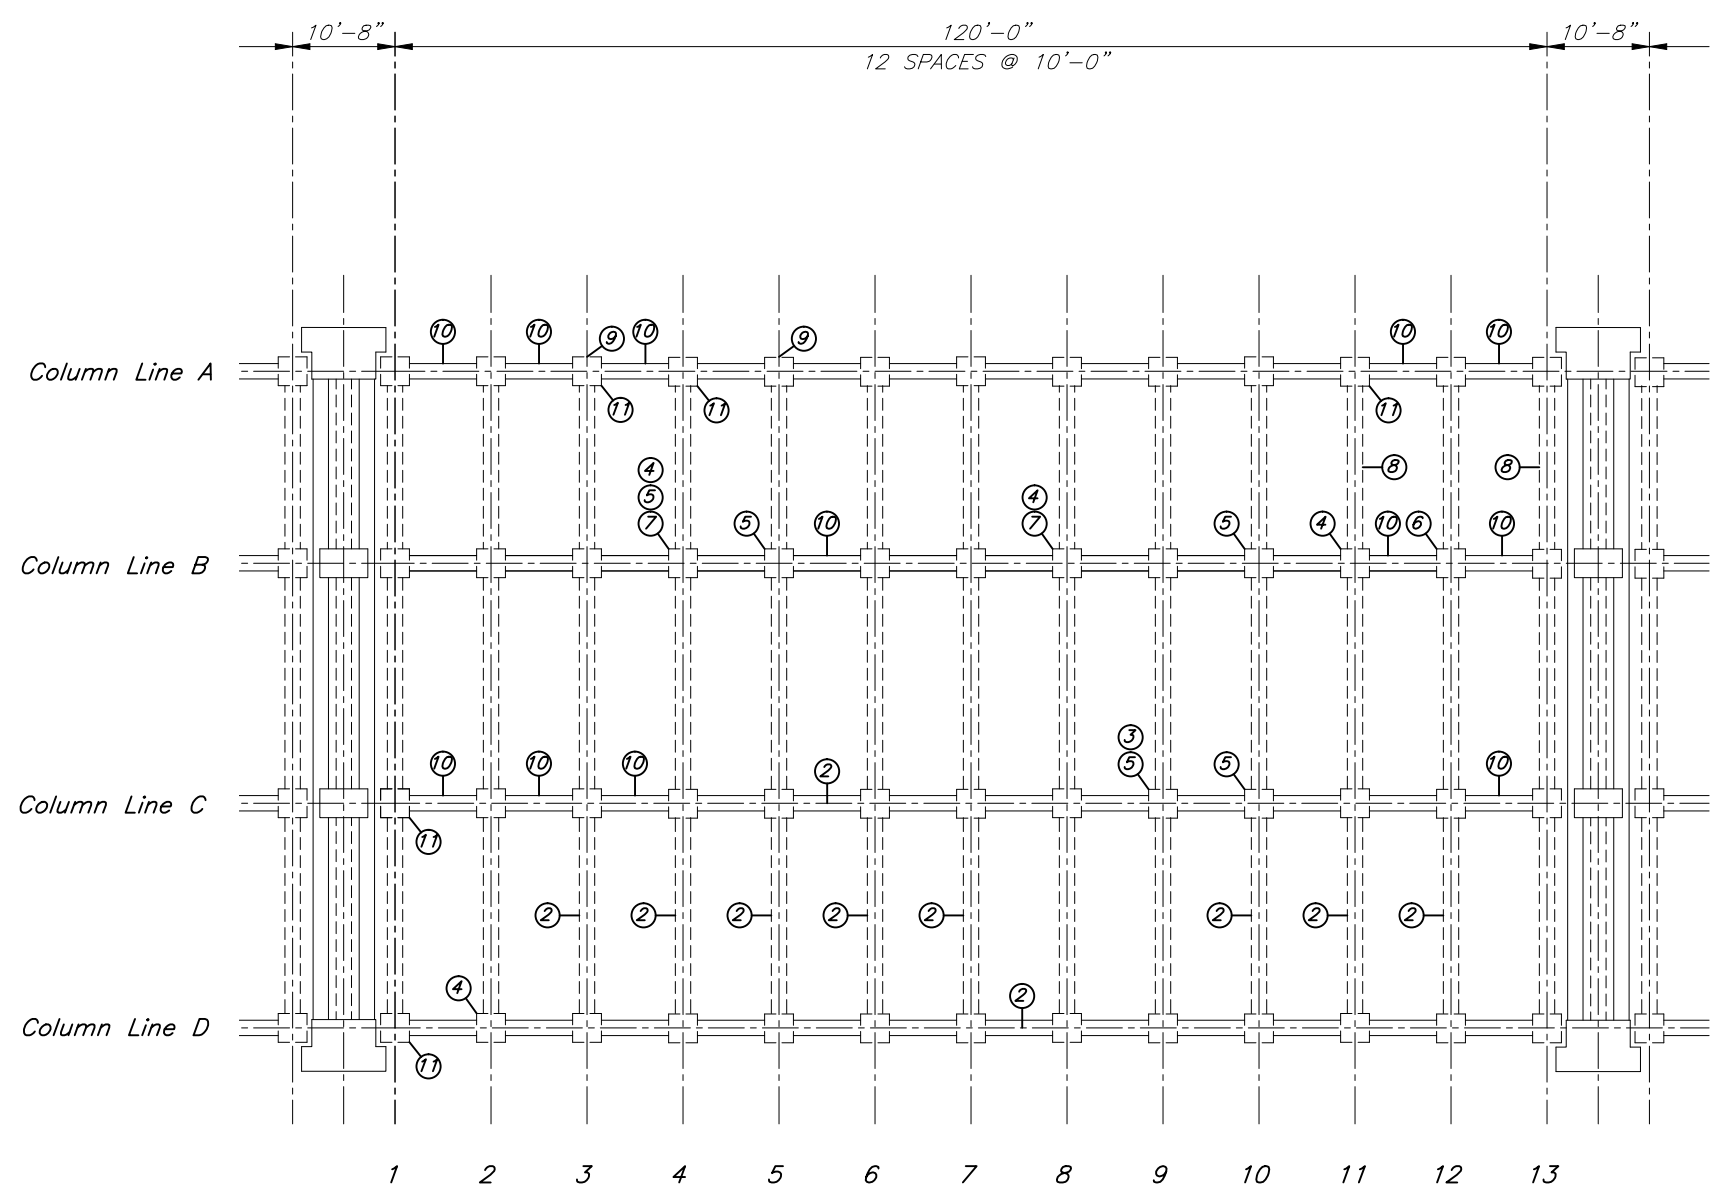 10'-8" 120'-0" 10'-8"
12 SPACES @ 10'-0"
10 10 9 10 9 10 10
Column Line A
11 11 11
4 8 8
5 4
7 5 10 7 5 4 10 6 10
Column Line B
3
10 10 10 2 5 5 10
Column Line C
11
2 2 2 2 2 2 2 2
4 2
Column Line D
11
1 2 3 4 5 6 7 8 9 10 11 12 13